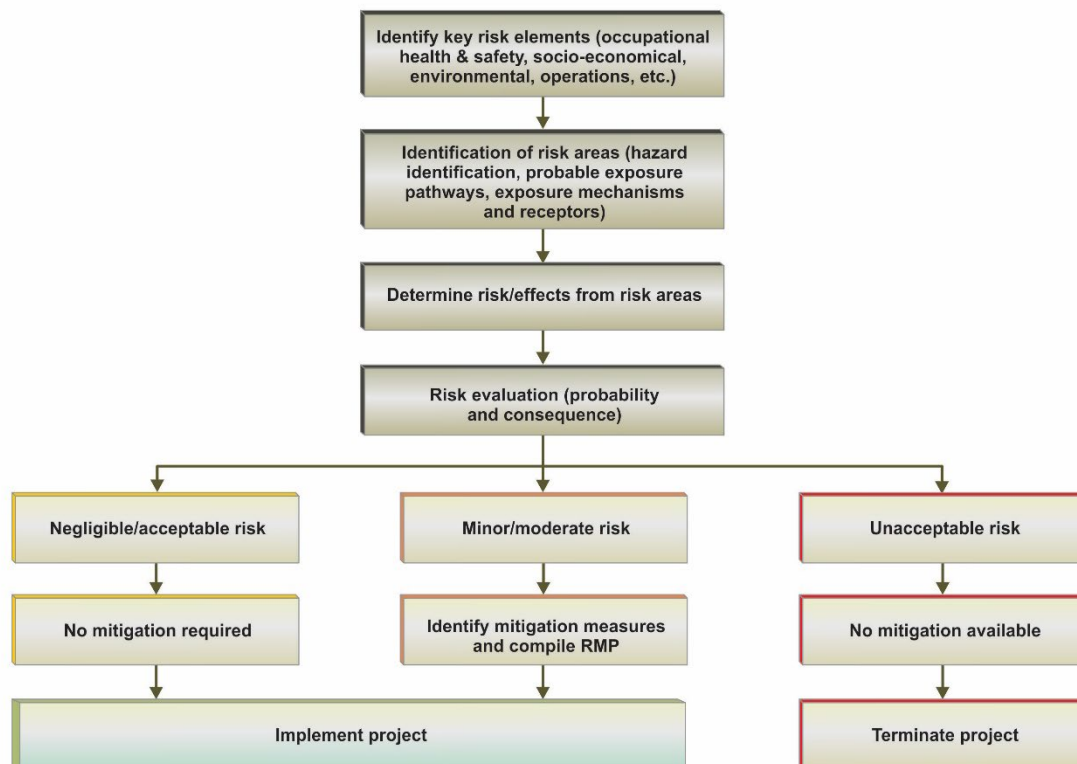 Identify key risk elements (occupational
health & safety, socio-economical,
environmental, operations, etc.)
Identification of risk areas (hazard
identification, probable exposure
pathways, exposure mechanisms
and receptors)
Determine risk/effects from risk areas
Risk evaluation (probability
and consequence)
Negligible/acceptable risk
Minor/moderate risk
Unacceptable risk
No mitigation required
Identify mitigation measures
and compile RMP
No mitigation available
Implement project
Terminate project